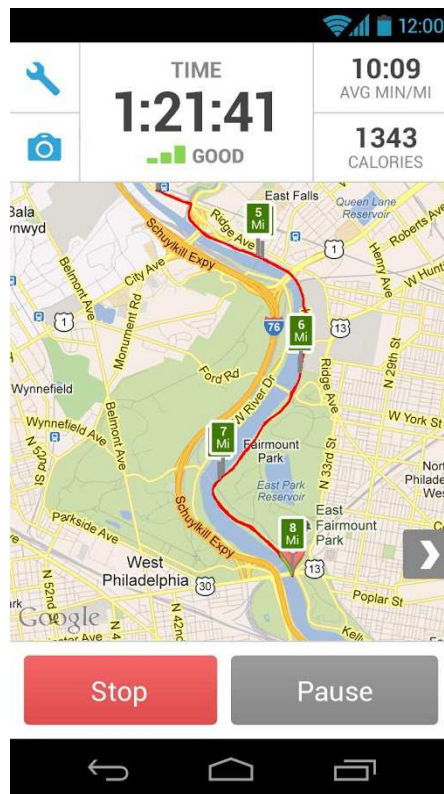 12:00
TIME
1:21:41
GOOD
10:09
AVG MIN/MI
1343
CALORIES
Bala
nwyd
East Falls
Queen Lane
Reservoir
5
Mi
Ridge Ave
Roberts Av
1
Schuylkill Expy
City Ave
Belmont Ave
Monument Rd
Henry Ave
W Hunt
1
76
6
Mi
13
Ford Rd
Ridge Ave
N 29th St
Wynnefield
W River Dr
Wynnefield Ave
Belmont Ave
7
Mi
Fairmount
Park
N 33rd St
W York St
N 52nd St
East Park
Reservoir
Nort
Philade
Wes
Schuylkill Expy
8
Mi
East
Fairmount
Park
Parkside Ave
West
Philadelphia
30
13
Poplar St
N 52nd
Google
N 42nd
Kelly
Stop
Pause